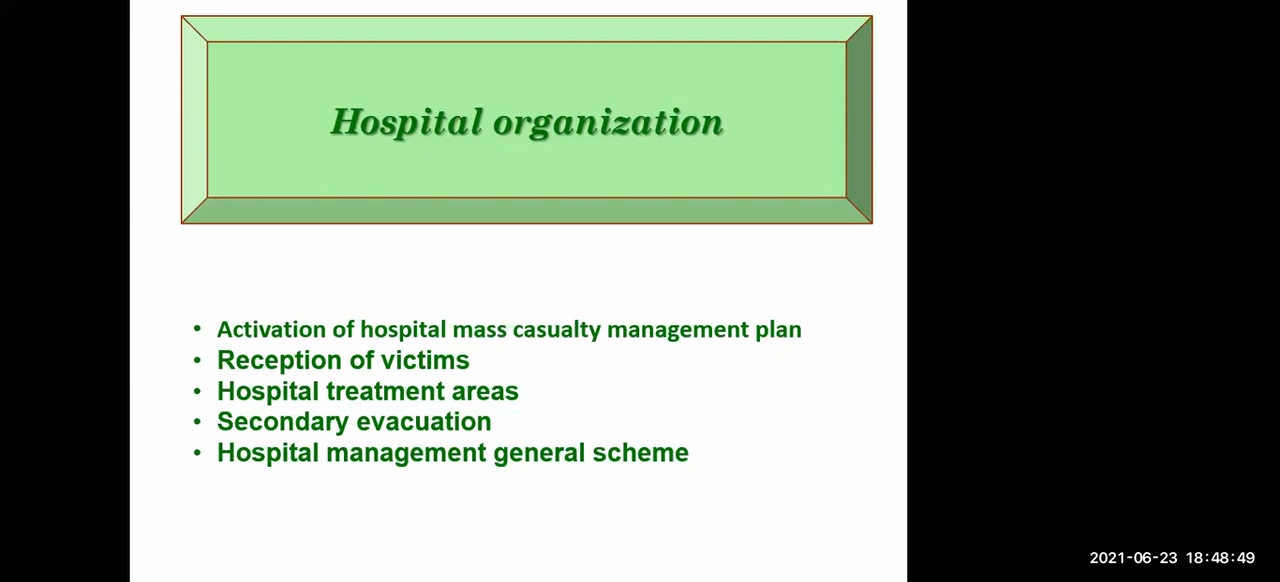 Hospital organization
• Activation of hospital mass casualty management plan
• Reception of victims
• Hospital treatment areas
• Secondary evacuation
• Hospital management general scheme
2021-06-23 18:48:49